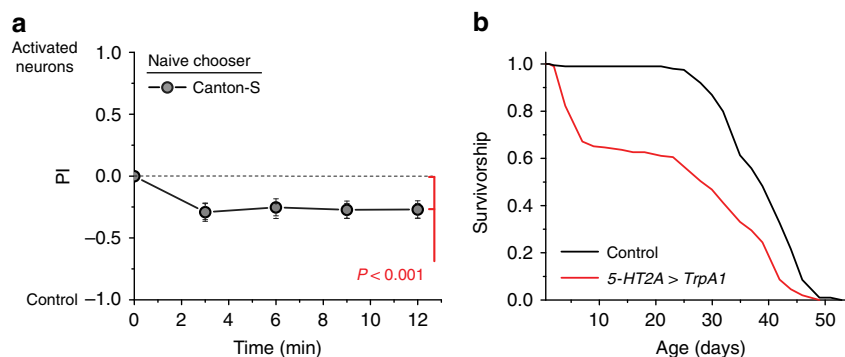 a
Activated
neurons
1.0
0.5
0.0
−0.5
Control
−1.0
PI
Naive chooser
Canton-S
P < 0.001
0
2
4
6
8
10
12
Time (min)
b
1.0
0.8
0.6
0.4
0.2
0.0
Survivorship
Control
5-HT2A > TrpA1
10
20
30
40
50
Age (days)